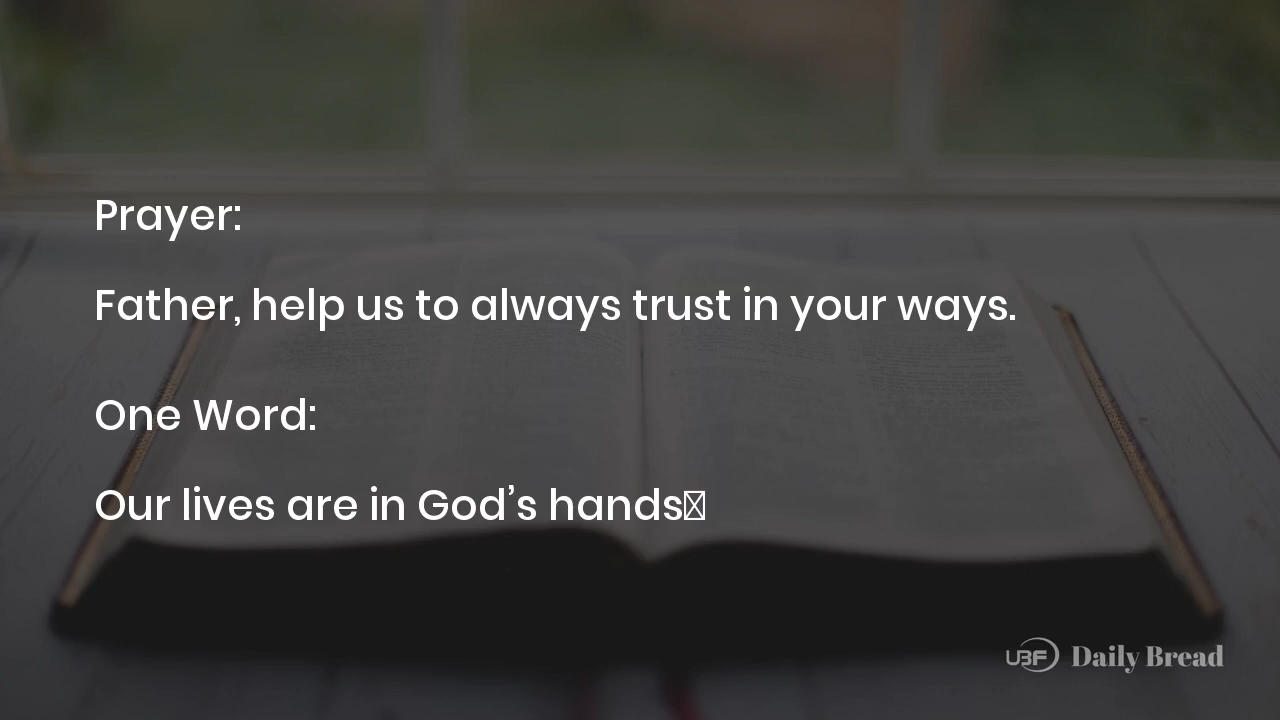 Prayer:
Father, help us to always trust in your ways.
One Word:
Our lives are in God’s hands
UBF Daily Bread